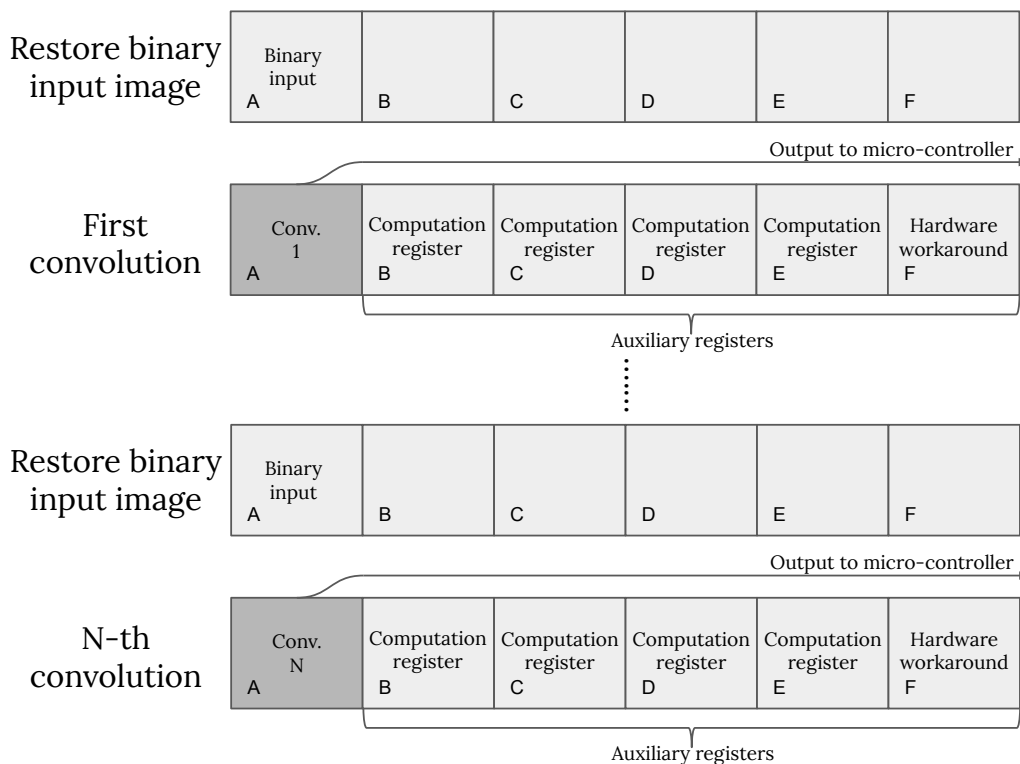 Restore binary
input image
Binary
input
A
B
C
D
E
F
Output to micro-controller
First
convolution
Conv.
1
A
Computation
register
B
Computation
register
C
Computation
register
D
Computation
register
E
Hardware
workaround
F
Auxiliary registers
Restore binary
input image
Binary
input
A
B
C
D
E
F
Output to micro-controller
N-th
convolution
Conv.
N
A
Computation
register
B
Computation
register
C
Computation
register
D
Computation
register
E
Hardware
workaround
F
Auxiliary registers